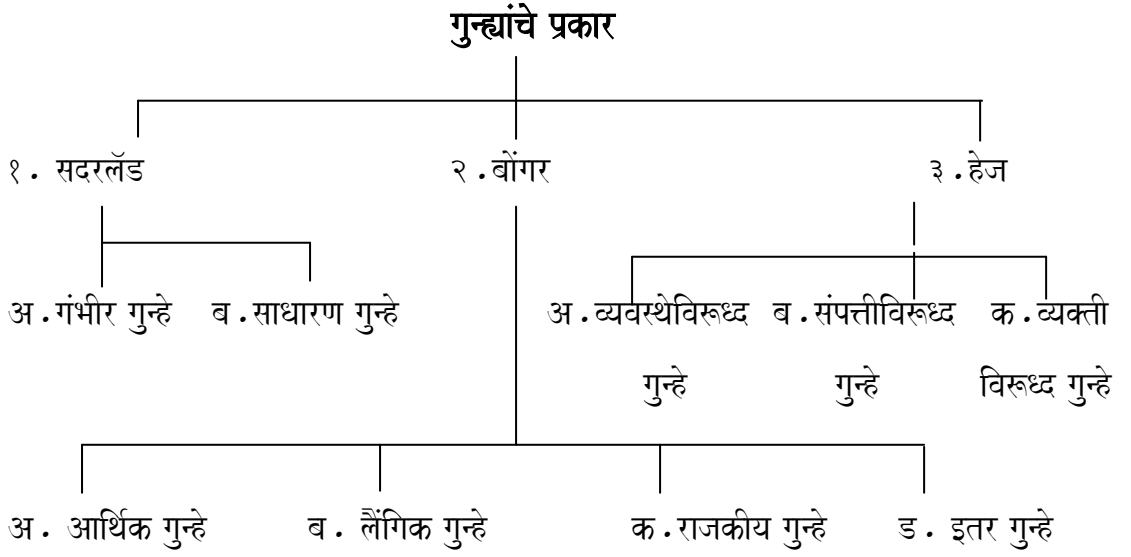 गुन्ह्यांचे प्रकार
१. सदरलॅड २.बोंगर ३.हेज
अ.गंभीर गुन्हे ब.साधारण गुन्हे अ.व्यवस्थेविरूध्द ब.संपत्तीविरूध्द क.व्यक्ती
गुन्हे गुन्हे विरूध्द गुन्हे
अ. आर्थिक गुन्हे ब. लैंगिक गुन्हे क.राजकीय गुन्हे ड. इतर गुन्हे